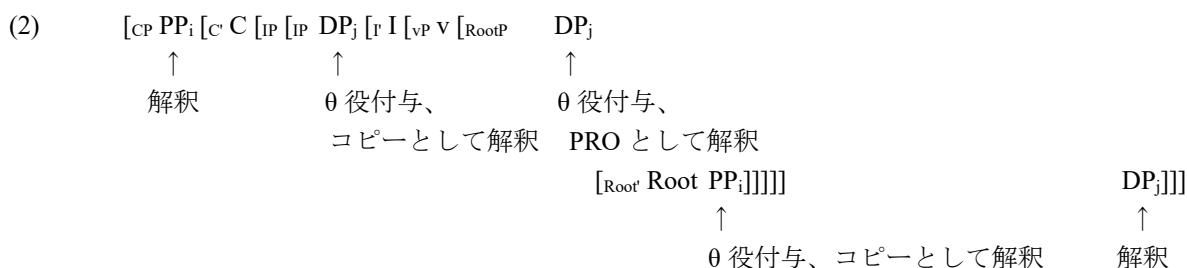 (2) [CP PPi [C' C [IP [IP DPj [I' I [vP v [RootP DPj
↑ ↑ ↑
解釈 θ 役付与、 θ 役付与、
コピーとして解釈 PRO として解釈
[Root' Root PPi]]]]] DPj]]]
↑ ↑
θ 役付与、コピーとして解釈 解釈